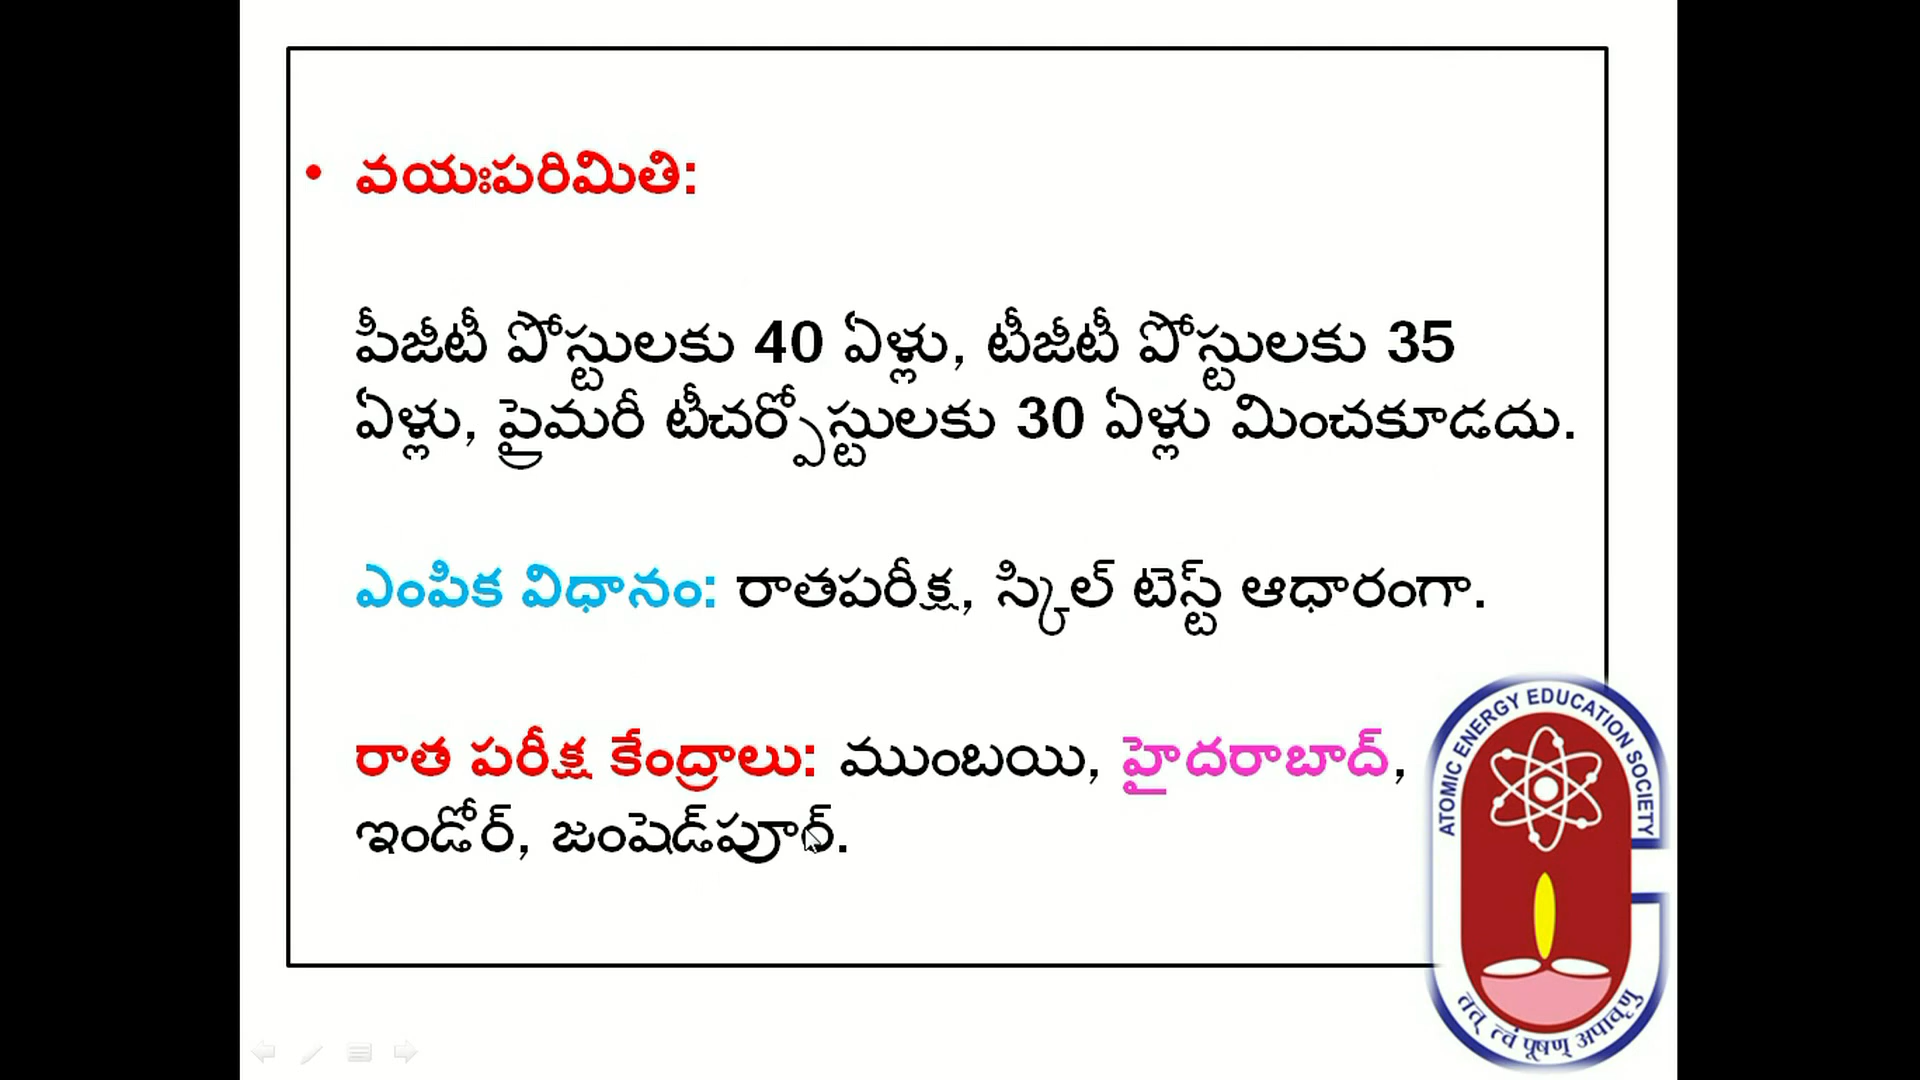 • వయఃపరిమితి:
పీజీటీ పోస్టులకు 40 ఏళ్లు, టీజీటీ పోస్టులకు 35
ఏళ్లు, ప్రైమరీ టీచర్పోస్టులకు 30 ఏళ్లు మించకూడదు.
ఎంపిక విధానం: రాతపరీక్ష, స్కిల్ టెస్ట్ ఆధారంగా.
రాత పరీక్ష కేంద్రాలు: ముంబయి, హైదరాబాద్,
ఇండోర్, జంషెడ్‌పూర్.
ATOMIC ENERGY EDUCATION SOCIETY
तत् त्वं पूषण् अपावृणु